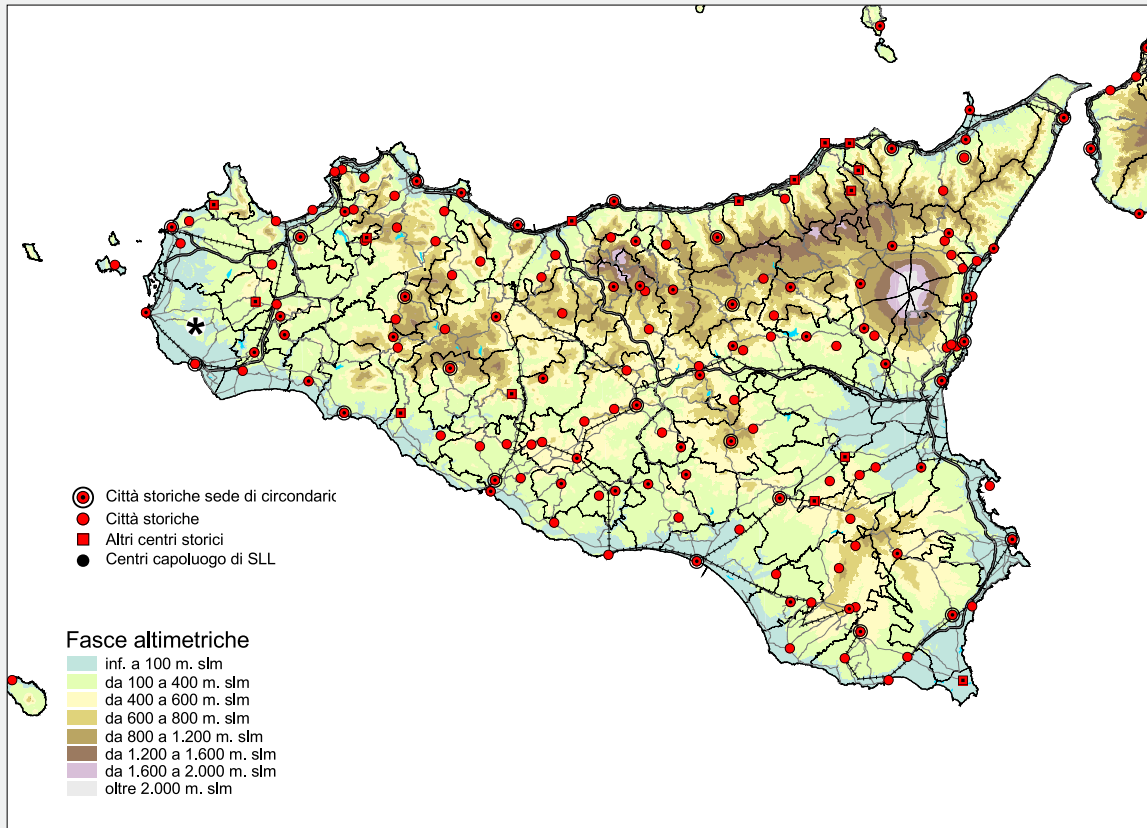 Città storiche sede di circondaric
Città storiche
Altri centri storici
Centri capoluogo di SLL
Fasce altimetriche
inf. a 100 m. slm
da 100 a 400 m. slm
da 400 a 600 m. slm
da 600 a 800 m. slm
da 800 a 1.200 m. slm
da 1.200 a 1.600 m. slm
da 1.600 a 2.000 m. slm
oltre 2.000 m. slm